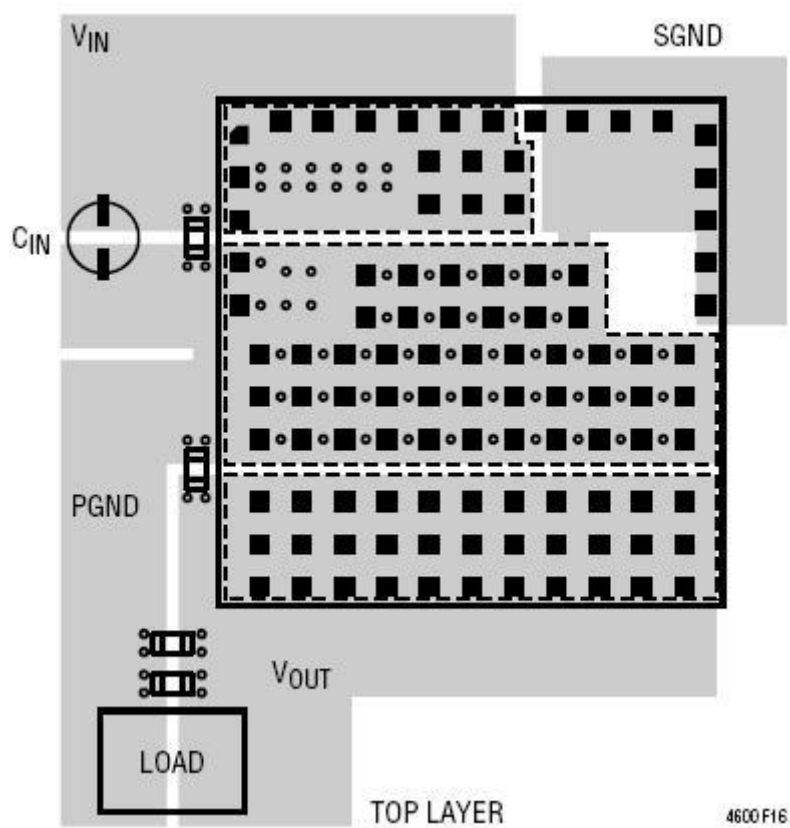 VIN
SGND
CIN
PGND
VOUT
LOAD
TOP LAYER
4600 F16